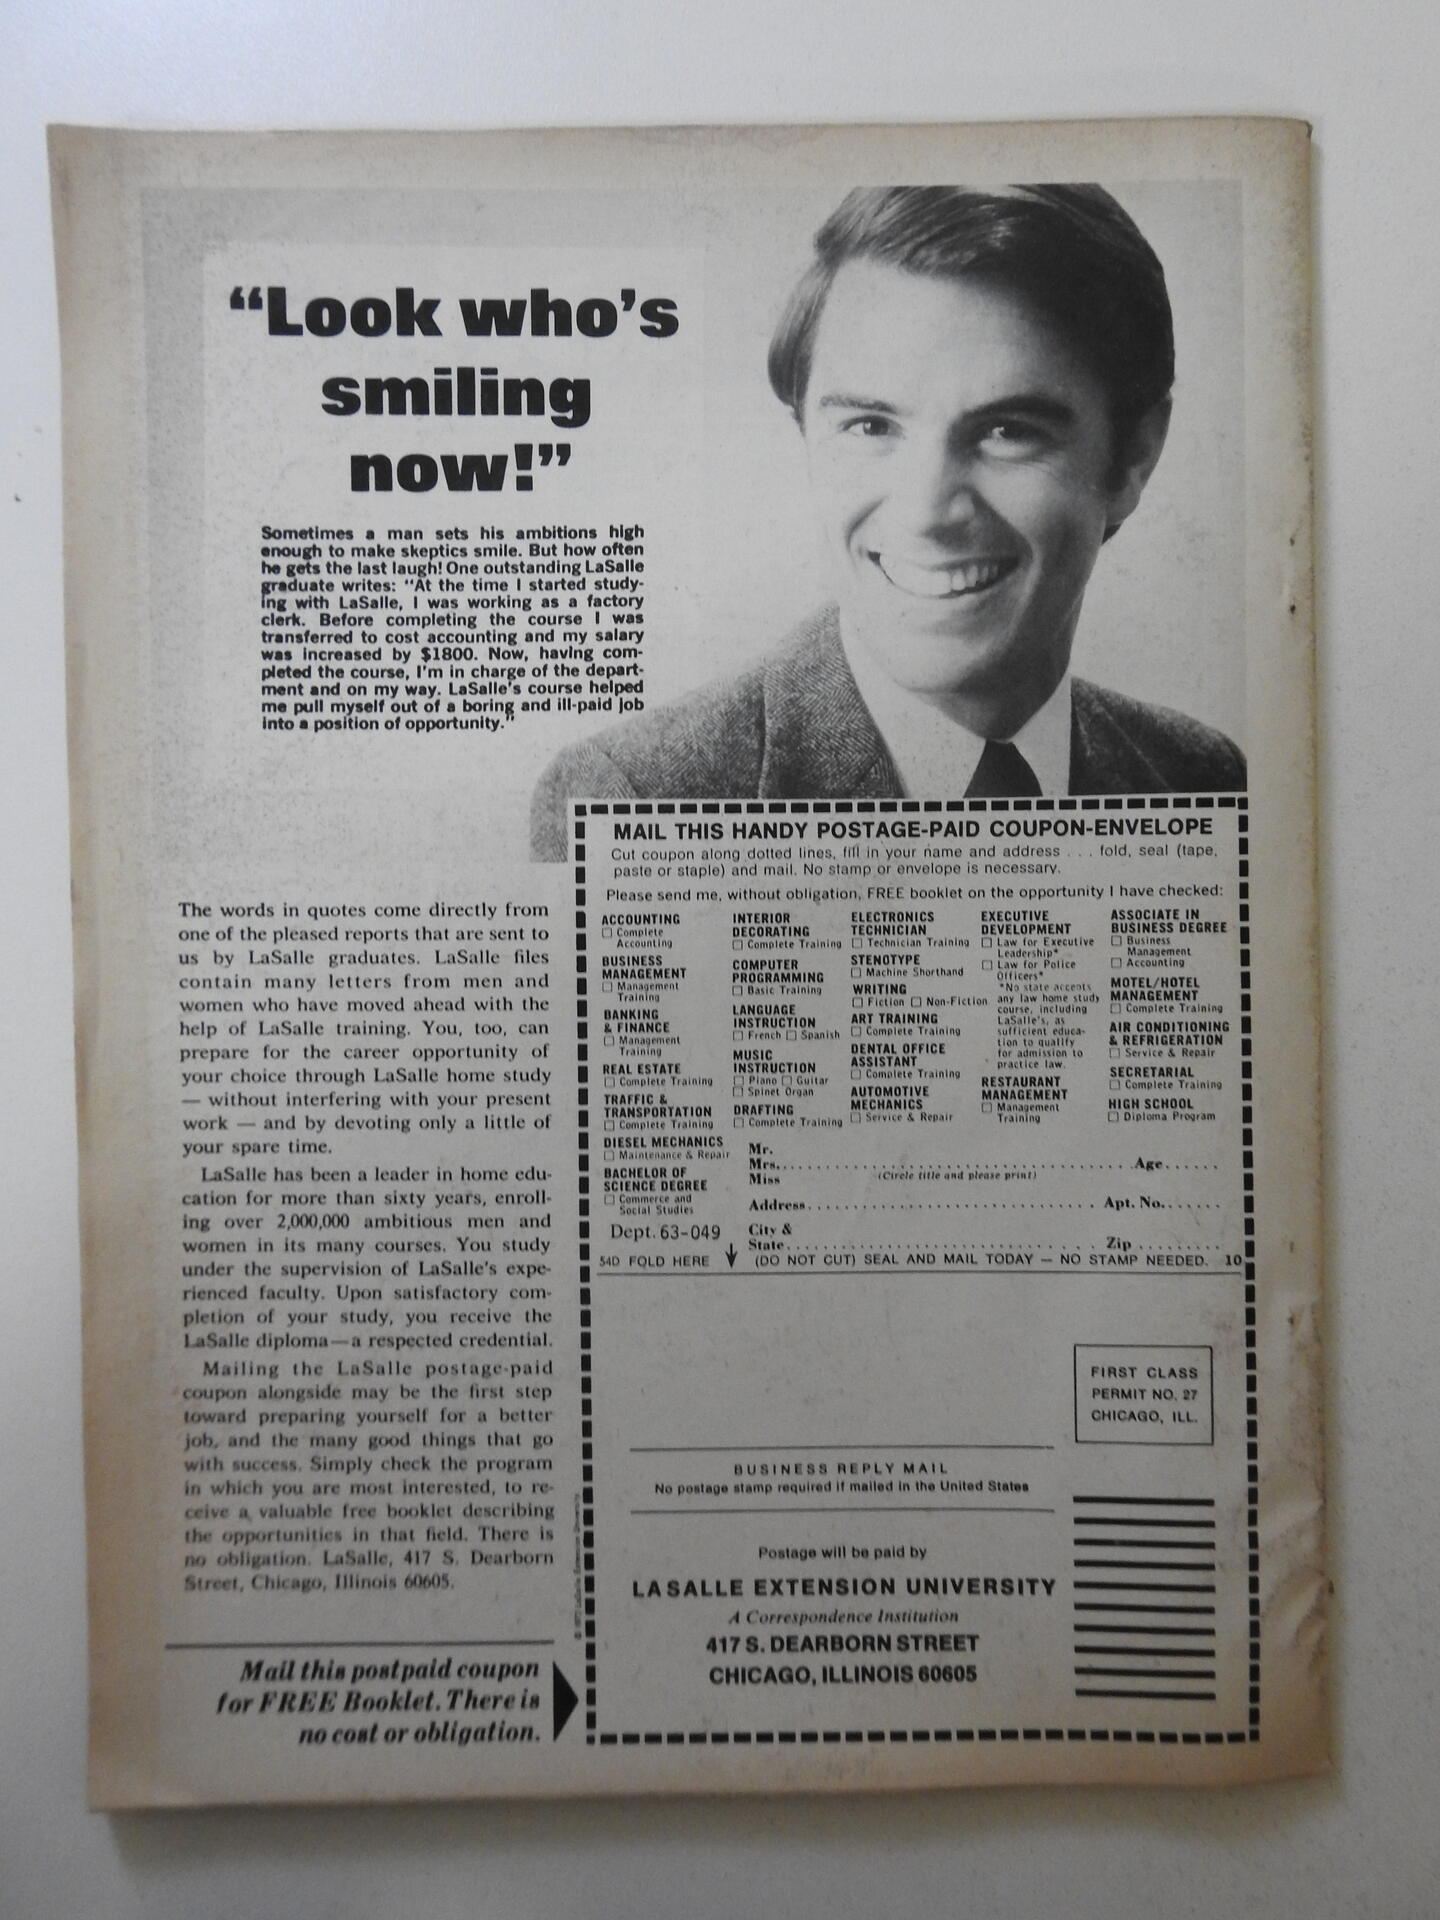 “Look who’s
smiling
now!”
Sometimes a man sets his ambitions high
enough to make skeptics smile. But how often
he gets the last laugh! One outstanding LaSalle
graduate writes: “At the time I started study-
ing with LaSalle, I was working as a factory
clerk. Before completing the course I was
transferred to cost accounting and my salary
was increased by $1800. Now, having com-
pleted the course, I’m in charge of the depart-
ment and on my way. LaSalle’s course helped
me pull myself out of a boring and ill-paid job
into a position of opportunity.”
The words in quotes come directly from
one of the pleased reports that are sent to
us by LaSalle graduates. LaSalle files
contain many letters from men and
women who have moved ahead with the
help of LaSalle training. You, too, can
prepare for the career opportunity of
your choice through LaSalle home study
— without interfering with your present
work — and by devoting only a little of
your spare time.
LaSalle has been a leader in home edu-
cation for more than sixty years, enroll-
ing over 2,000,000 ambitious men and
women in its many courses. You study
under the supervision of LaSalle’s expe-
rienced faculty. Upon satisfactory com-
pletion of your study, you receive the
LaSalle diploma—a respected credential.
Mailing the LaSalle postage-paid
coupon alongside may be the first step
toward preparing yourself for a better
job, and the many good things that go
with success. Simply check the program
in which you are most interested, to re-
ceive a valuable free booklet describing
the opportunities in that field. There is
no obligation. LaSalle, 417 S. Dearborn
Street, Chicago, Illinois 60605.
Mail this postpaid coupon
for FREE Booklet. There is
no cost or obligation.
MAIL THIS HANDY POSTAGE-PAID COUPON-ENVELOPE
Cut coupon along dotted lines, fill in your name and address . . . fold, seal (tape,
paste or staple) and mail. No stamp or envelope is necessary.
Please send me, without obligation, FREE booklet on the opportunity I have checked:
ACCOUNTING
☐ Complete
Accounting
BUSINESS
MANAGEMENT
☐ Management
Training
BANKING
& FINANCE
☐ Management
Training
REAL ESTATE
☐ Complete Training
TRAFFIC &
TRANSPORTATION
☐ Complete Training
DIESEL MECHANICS
☐ Maintenance & Repair
BACHELOR OF
SCIENCE DEGREE
☐ Commerce and
Social Studies
INTERIOR
DECORATING
☐ Complete Training
COMPUTER
PROGRAMMING
☐ Basic Training
LANGUAGE
INSTRUCTION
☐ French ☐ Spanish
MUSIC
INSTRUCTION
☐ Piano ☐ Guitar
☐ Spinet Organ
DRAFTING
☐ Complete Training
ELECTRONICS
TECHNICIAN
☐ Technician Training
STENOTYPE
☐ Machine Shorthand
WRITING
☐ Fiction ☐ Non-Fiction
ART TRAINING
☐ Complete Training
DENTAL OFFICE
ASSISTANT
☐ Complete Training
AUTOMOTIVE
MECHANICS
☐ Service & Repair
EXECUTIVE
DEVELOPMENT
☐ Law for Executive
Leadership*
☐ Law for Police
Officers*
*No state accepts
any law home study
course, including
LaSalle’s, as
sufficient educa-
tion to qualify
for admission to
practice law.
RESTAURANT
MANAGEMENT
☐ Management
Training
ASSOCIATE IN
BUSINESS DEGREE
☐ Business
Management
☐ Accounting
MOTEL/HOTEL
MANAGEMENT
☐ Complete Training
AIR CONDITIONING
& REFRIGERATION
☐ Service & Repair
SECRETARIAL
☐ Complete Training
HIGH SCHOOL
☐ Diploma Program
Mr.
Mrs. Age
Miss (Circle title and please print)
Address Apt. No.
Dept. 63-049
City &
State Zip
54D FOLD HERE (DO NOT CUT) SEAL AND MAIL TODAY — NO STAMP NEEDED. 10
FIRST CLASS
PERMIT NO. 27
CHICAGO, ILL.
BUSINESS REPLY MAIL
No postage stamp required if mailed in the United States
Postage will be paid by
LASALLE EXTENSION UNIVERSITY
A Correspondence Institution
417 S. DEARBORN STREET
CHICAGO, ILLINOIS 60605